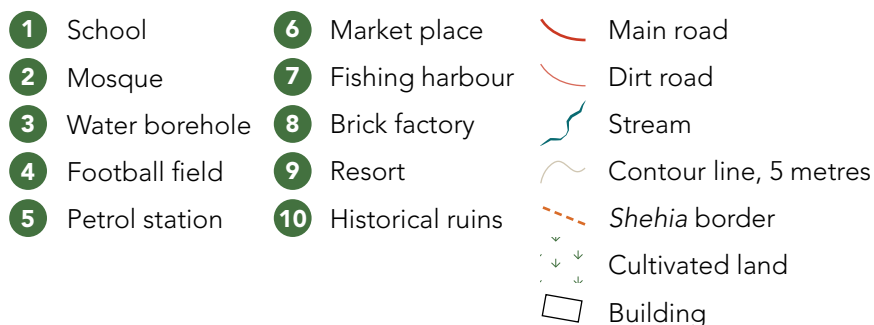 1 School
2 Mosque
3 Water borehole
4 Football field
5 Petrol station
6 Market place
7 Fishing harbour
8 Brick factory
9 Resort
10 Historical ruins
Main road
Dirt road
Stream
Contour line, 5 metres
Shehia border
Cultivated land
Building